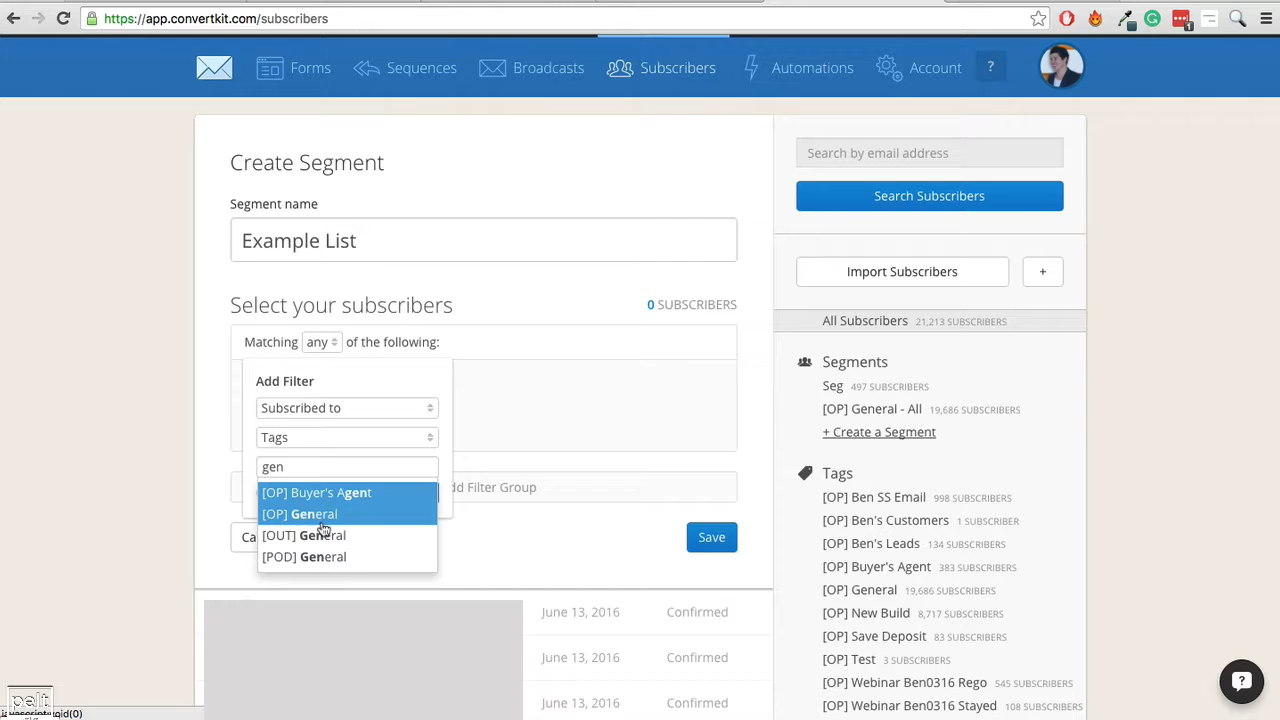 https://app.convertkit.com/subscribers
1
Forms
Sequences
Broadcasts
Subscribers
Automations
Account
?
Create Segment
Segment name
Example List
Select your subscribers
0 SUBSCRIBERS
Matching any of the following:
Add Filter
Subscribed to
Tags
gen
[OP] Buyer's Agent
[OP] General
[OUT] General
[POD] General
dd Filter Group
Ca
Save
June 13, 2016 Confirmed
June 13, 2016 Confirmed
June 13, 2016 Confirmed
Search by email address
Search Subscribers
Import Subscribers
+
All Subscribers 21,213 SUBSCRIBERS
Segments
Seg 497 SUBSCRIBERS
[OP] General - All 19,686 SUBSCRIBERS
+ Create a Segment
Tags
[OP] Ben SS Email 998 SUBSCRIBERS
[OP] Ben's Customers 1 SUBSCRIBER
[OP] Ben's Leads 134 SUBSCRIBERS
[OP] Buyer's Agent 383 SUBSCRIBERS
[OP] General 19,686 SUBSCRIBERS
[OP] New Build 8,717 SUBSCRIBERS
[OP] Save Deposit 83 SUBSCRIBERS
[OP] Test 3 SUBSCRIBERS
[OP] Webinar Ben0316 Rego 545 SUBSCRIBERS
[OP] Webinar Ben0316 Stayed 108 SUBSCRIBERS
?